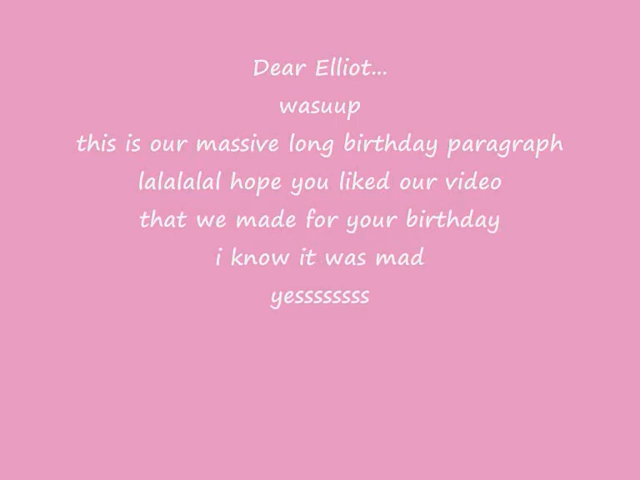 Dear Elliot...
wasuup
this is our massive long birthday paragraph
lalalalal hope you liked our video
that we made for your birthday
i know it was mad
yessssssss